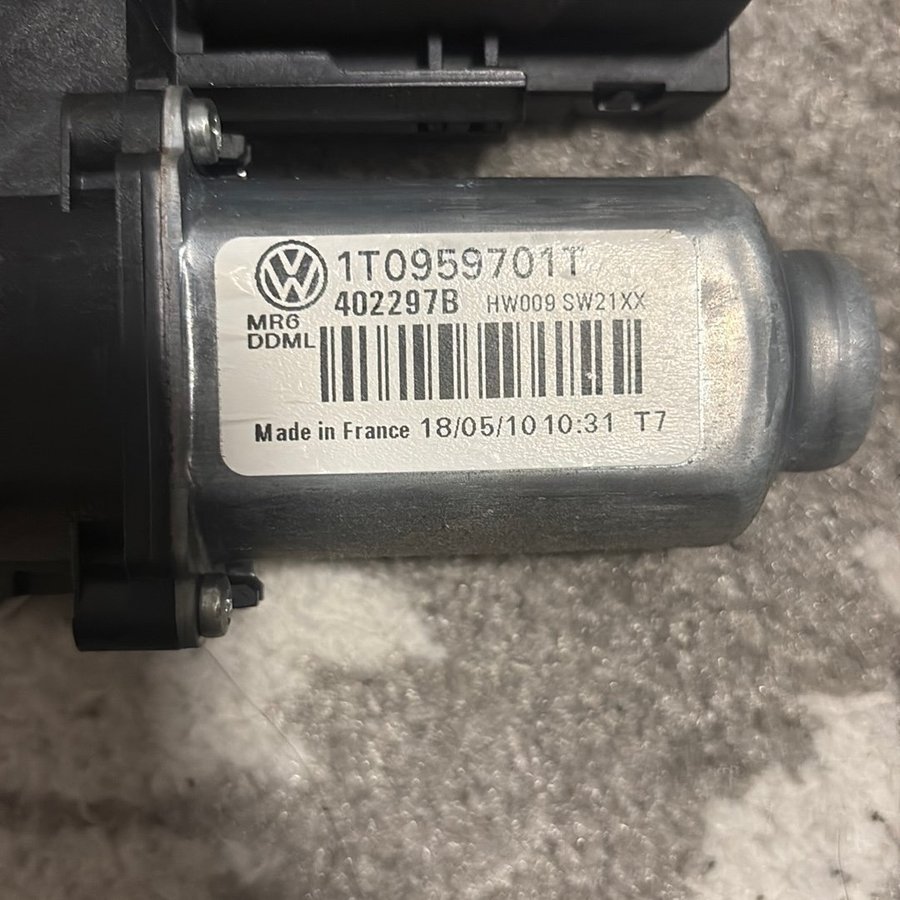 1T0959701T
402297B HW009 SW21XX
MR6
DDML
Made in France 18/05/10 10:31 T7